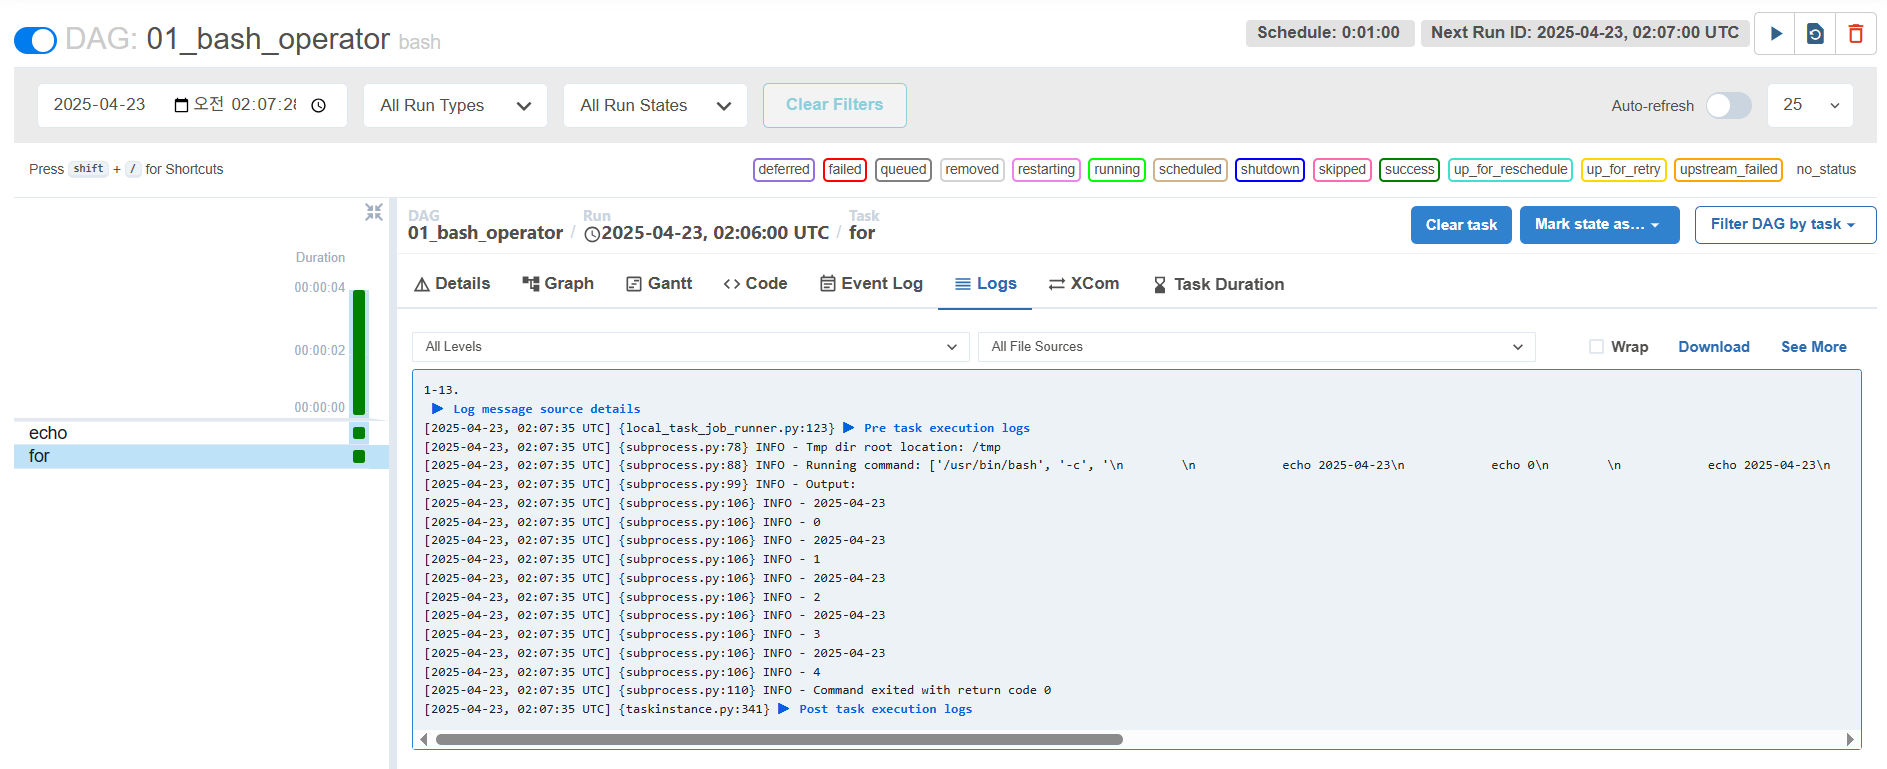 DAG: 01_bash_operator bash
Schedule: 0:01:00
Next Run ID: 2025-04-23, 02:07:00 UTC
2025-04-23 오전 02:07:28
All Run Types
All Run States
Clear Filters
Auto-refresh
25
Press shift + / for Shortcuts
deferred failed queued removed restarting running scheduled shutdown skipped success up_for_reschedule up_for_retry upstream_failed no_status
Duration
00:00:04
00:00:02
00:00:00
echo
for
DAG
01_bash_operator
/
Run
2025-04-23, 02:06:00 UTC
/
Task
for
Clear task
Mark state as...
Filter DAG by task
Details
Graph
Gantt
Code
Event Log
Logs
XCom
Task Duration
All Levels
All File Sources
Wrap
Download
See More
1-13.
Log message source details
[2025-04-23, 02:07:35 UTC] {local_task_job_runner.py:123} Pre task execution logs
[2025-04-23, 02:07:35 UTC] {subprocess.py:78} INFO - Tmp dir root location: /tmp
[2025-04-23, 02:07:35 UTC] {subprocess.py:88} INFO - Running command: ['/usr/bin/bash', '-c', '\n        \n            echo 2025-04-23\n            echo 0\n        \n            echo 2025-04-23\n
[2025-04-23, 02:07:35 UTC] {subprocess.py:99} INFO - Output:
[2025-04-23, 02:07:35 UTC] {subprocess.py:106} INFO - 2025-04-23
[2025-04-23, 02:07:35 UTC] {subprocess.py:106} INFO - 0
[2025-04-23, 02:07:35 UTC] {subprocess.py:106} INFO - 2025-04-23
[2025-04-23, 02:07:35 UTC] {subprocess.py:106} INFO - 1
[2025-04-23, 02:07:35 UTC] {subprocess.py:106} INFO - 2025-04-23
[2025-04-23, 02:07:35 UTC] {subprocess.py:106} INFO - 2
[2025-04-23, 02:07:35 UTC] {subprocess.py:106} INFO - 2025-04-23
[2025-04-23, 02:07:35 UTC] {subprocess.py:106} INFO - 3
[2025-04-23, 02:07:35 UTC] {subprocess.py:106} INFO - 2025-04-23
[2025-04-23, 02:07:35 UTC] {subprocess.py:106} INFO - 4
[2025-04-23, 02:07:35 UTC] {subprocess.py:110} INFO - Command exited with return code 0
[2025-04-23, 02:07:35 UTC] {taskinstance.py:341} Post task execution logs